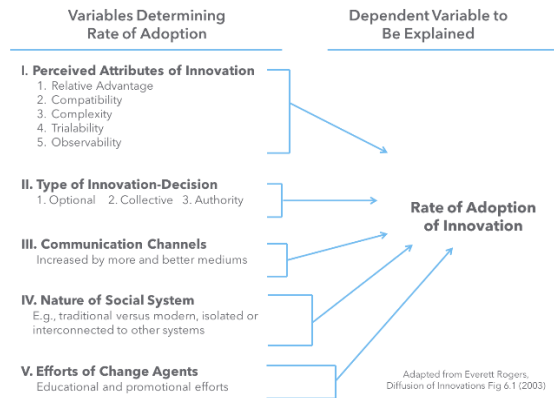 Variables Determining
Rate of Adoption
Dependent Variable to
Be Explained
I. Perceived Attributes of Innovation
1. Relative Advantage
2. Compatibility
3. Complexity
4. Trialability
5. Observability
II. Type of Innovation-Decision
1. Optional 2. Collective 3. Authority
III. Communication Channels
Increased by more and better mediums
IV. Nature of Social System
E.g., traditional versus modern, isolated or
interconnected to other systems
V. Efforts of Change Agents
Educational and promotional efforts
Rate of Adoption
of Innovation
Adapted from Everett Rogers,
Diffusion of Innovations Fig 6.1 (2003)